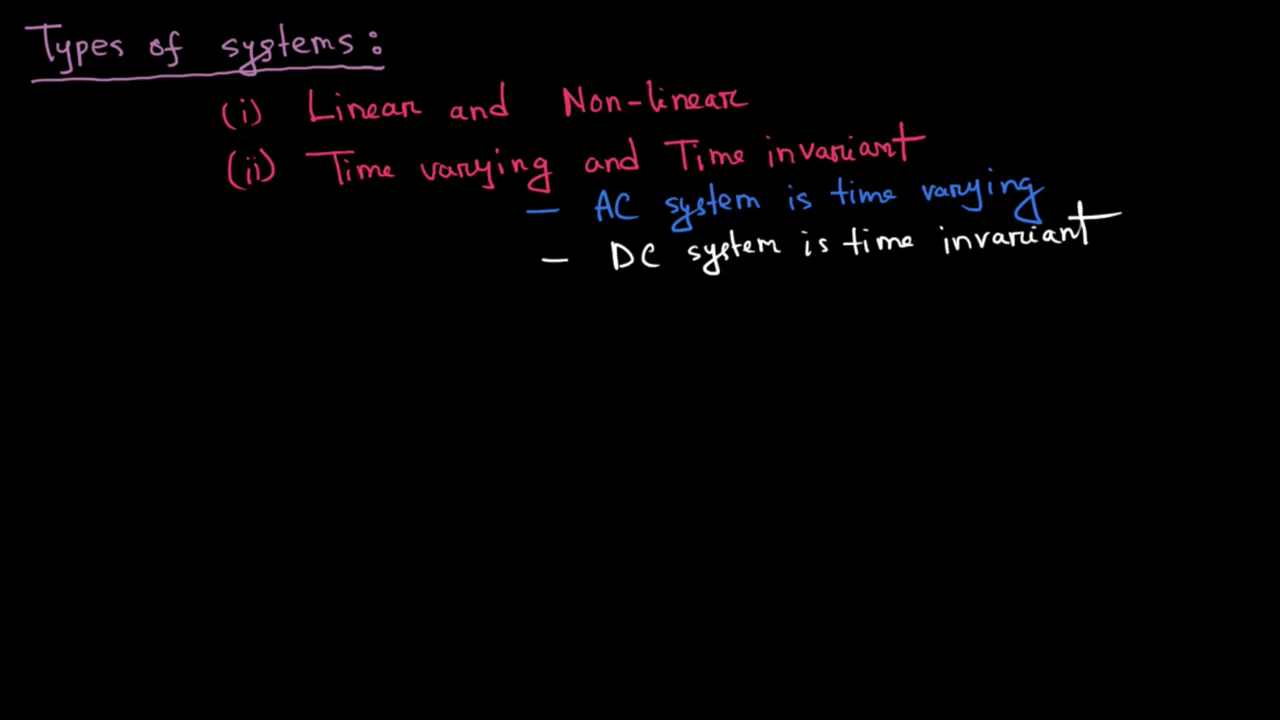 Types of systems:
(i) Linear and Non-linear
(ii) Time varying and Time invariant
— AC system is time varying
— DC system is time invariant